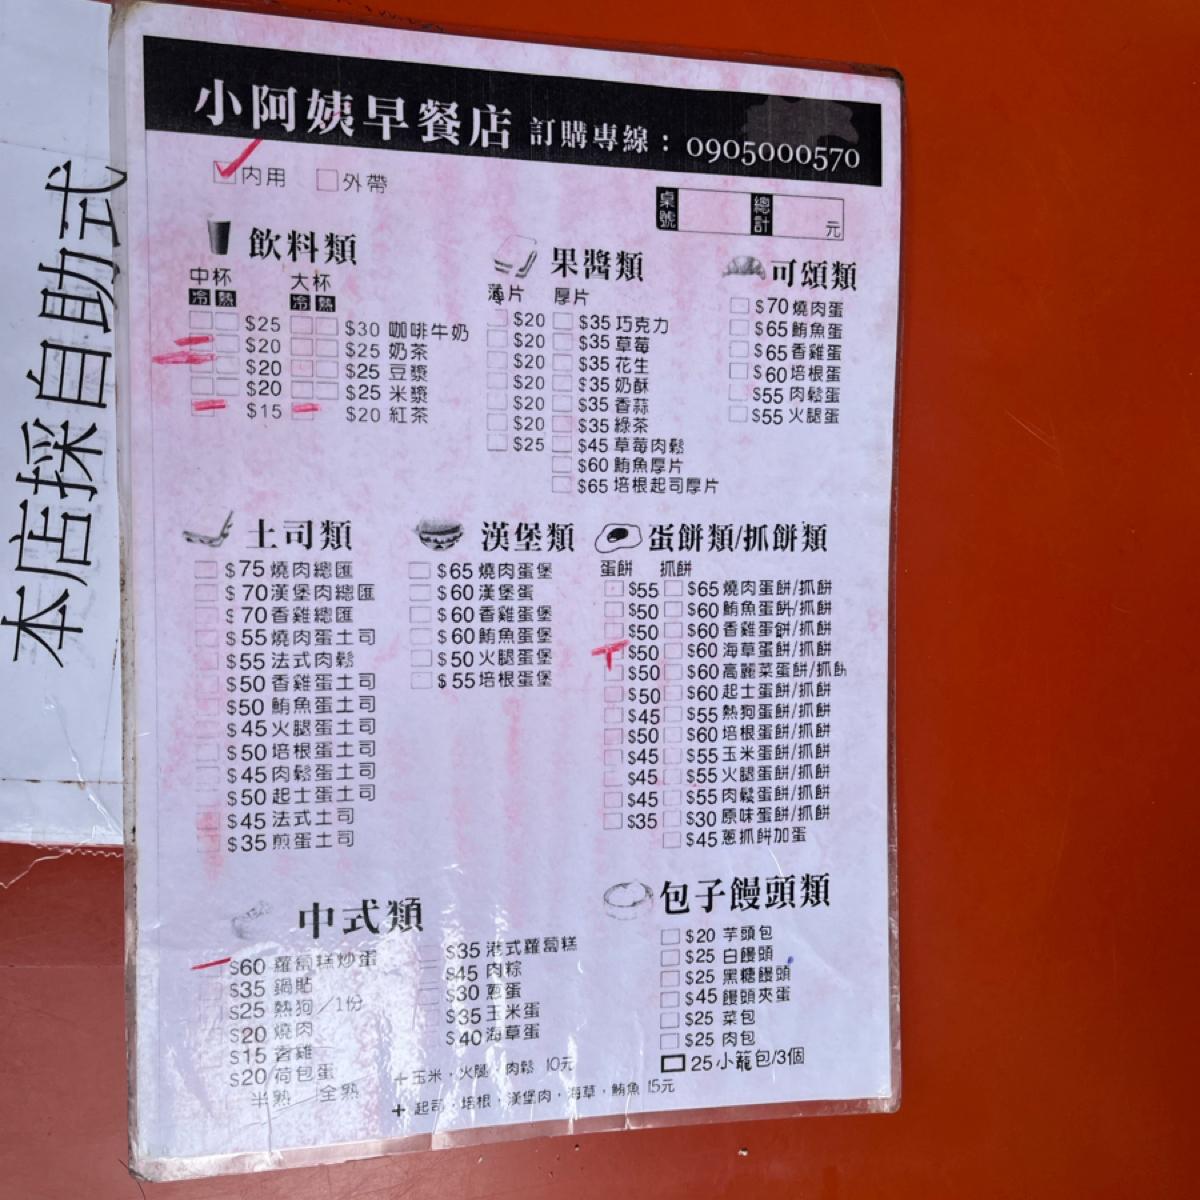 本店採自助式
小阿姨早餐店 訂購專線：0905000570
內用 外帶
桌號 總計 元
飲料類
中杯 大杯
冷 熱 冷 熱
$25 $30 咖啡牛奶
$20 $25 奶茶
$20 $25 豆漿
$20 $25 米漿
$15 $20 紅茶
果醬類
薄片 厚片
$20 $35 巧克力
$20 $35 草莓
$20 $35 花生
$20 $35 奶酥
$20 $35 香蒜
$20 $35 綠茶
$25 $45 草莓肉鬆
$60 鮪魚厚片
$65 培根起司厚片
可頌類
$70 燒肉蛋
$65 鮪魚蛋
$65 香雞蛋
$60 培根蛋
$55 肉鬆蛋
$55 火腿蛋
土司類
$75 燒肉總匯
$70 漢堡肉總匯
$70 香雞總匯
$55 燒肉蛋土司
$55 法式肉鬆
$50 香雞蛋土司
$50 鮪魚蛋土司
$45 火腿蛋土司
$50 培根蛋土司
$45 肉鬆蛋土司
$50 起士蛋土司
$45 法式土司
$35 煎蛋土司
漢堡類
$65 燒肉蛋堡
$60 漢堡蛋
$60 香雞蛋堡
$60 鮪魚蛋堡
$50 火腿蛋堡
$55 培根蛋堡
蛋餅類/抓餅類
蛋餅 抓餅
$55 $65 燒肉蛋餅/抓餅
$50 $60 鮪魚蛋餅/抓餅
$50 $60 香雞蛋餅/抓餅
$50 $60 海草蛋餅/抓餅
$50 $60 高麗菜蛋餅/抓餅
$50 $60 起士蛋餅/抓餅
$45 $55 熱狗蛋餅/抓餅
$50 $60 培根蛋餅/抓餅
$45 $55 玉米蛋餅/抓餅
$45 $55 火腿蛋餅/抓餅
$45 $55 肉鬆蛋餅/抓餅
$35 $30 原味蛋餅/抓餅
$45 蔥抓餅加蛋
中式類
$60 蘿蔔糕炒蛋
$35 鍋貼
$25 熱狗／1份
$20 燒肉
$15 香雞
$20 荷包蛋
半熟 全熟
$35 港式蘿蔔糕
$45 肉粽
$30 蔥蛋
$35 玉米蛋
$40 海草蛋
＋玉米，火腿，肉鬆 10元
＋起司，培根，漢堡肉，海草，鮪魚 15元
包子饅頭類
$20 芋頭包
$25 白饅頭
$25 黑糖饅頭
$45 饅頭夾蛋
$25 菜包
$25 肉包
25 小籠包/3個